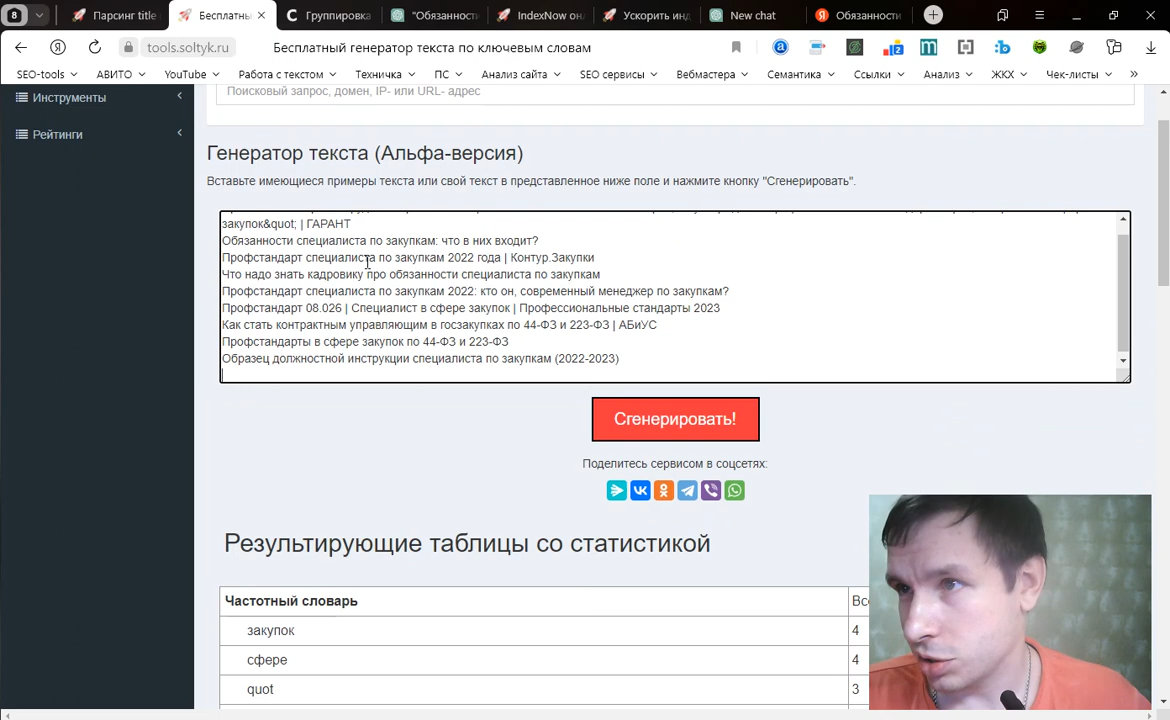 8
Парсинг title
Бесплатны
Группировка
"Обязанност
IndexNow он
Ускорить инд
New chat
Обязанности
tools.soltyk.ru
Бесплатный генератор текста по ключевым словам
SEO-tools
АВИТО
YouTube
Работа с текстом
Техничка
ПС
Анализ сайта
SEO сервисы
Вебмастера
Семантика
Ссылки
Анализ
ЖКХ
Чек-листы
»
Инструменты
Рейтинги
Поисковый запрос, домен, IP- или URL- адрес
Генератор текста (Альфа-версия)
Вставьте имеющиеся примеры текста или свой текст в представленное ниже поле и нажмите кнопку "Сгенерировать".
закупок&quot; | ГАРАНТ
Обязанности специалиста по закупкам: что в них входит?
Профстандарт специалиста по закупкам 2022 года | Контур.Закупки
Что надо знать кадровику про обязанности специалиста по закупкам
Профстандарт специалиста по закупкам 2022: кто он, современный менеджер по закупкам?
Профстандарт 08.026 | Специалист в сфере закупок | Профессиональные стандарты 2023
Как стать контрактным управляющим в госзакупках по 44-ФЗ и 223-ФЗ | АБиУС
Профстандарты в сфере закупок по 44-ФЗ и 223-ФЗ
Образец должностной инструкции специалиста по закупкам (2022-2023)
Сгенерировать!
Поделитесь сервисом в соцсетях:
Результирующие таблицы со статистикой
Частотный словарь
закупок 4
сфере 4
quot 3